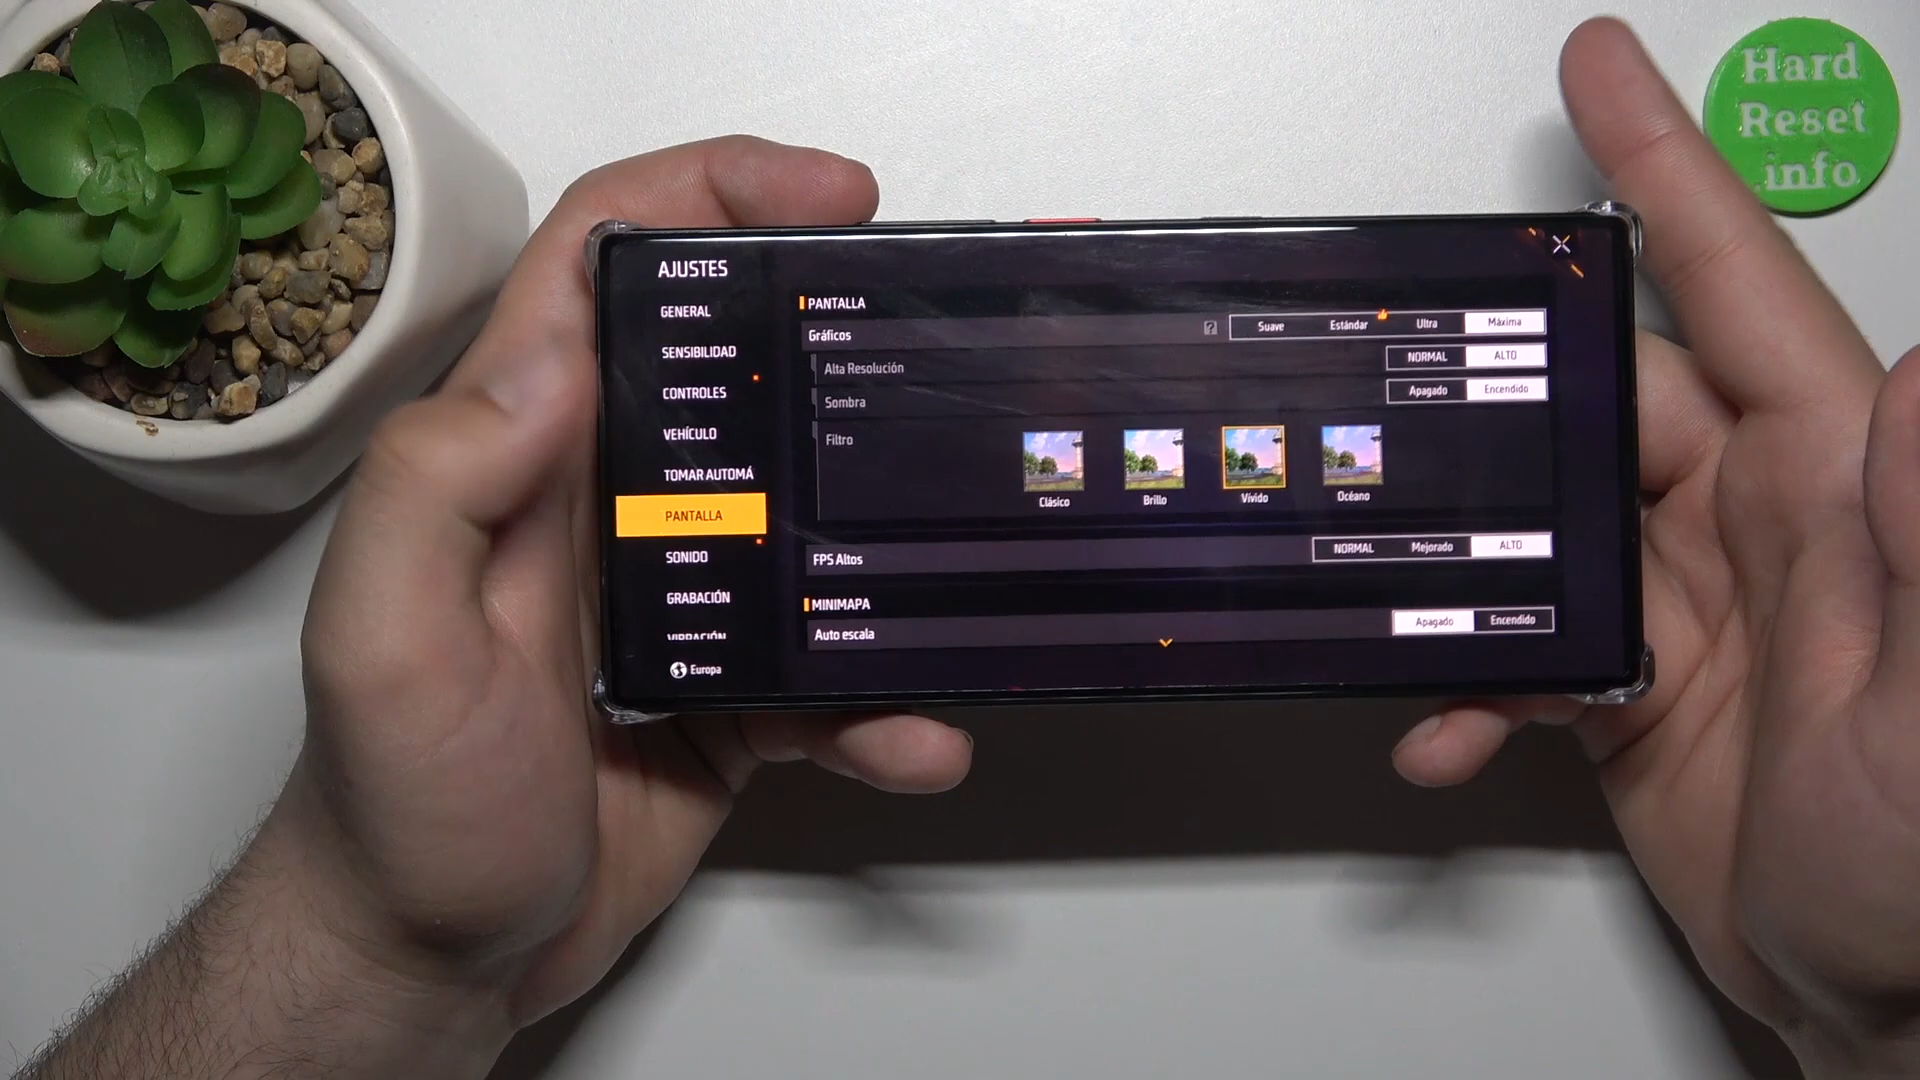 Hard
Reset
.info
AJUSTES
GENERAL
SENSIBILIDAD
CONTROLES
VEHÍCULO
TOMAR AUTOMÁ
PANTALLA
SONIDO
GRABACIÓN
VIBRACIÓN
Europa
PANTALLA
Gráficos ? Suave Estándar Ultra Máxima
Alta Resolución NORMAL ALTO
Sombra Apagado Encendido
Filtro
Clásico Brillo Vívido Océano
FPS Altos NORMAL Mejorado ALTO
MINIMAPA
Auto escala Apagado Encendido